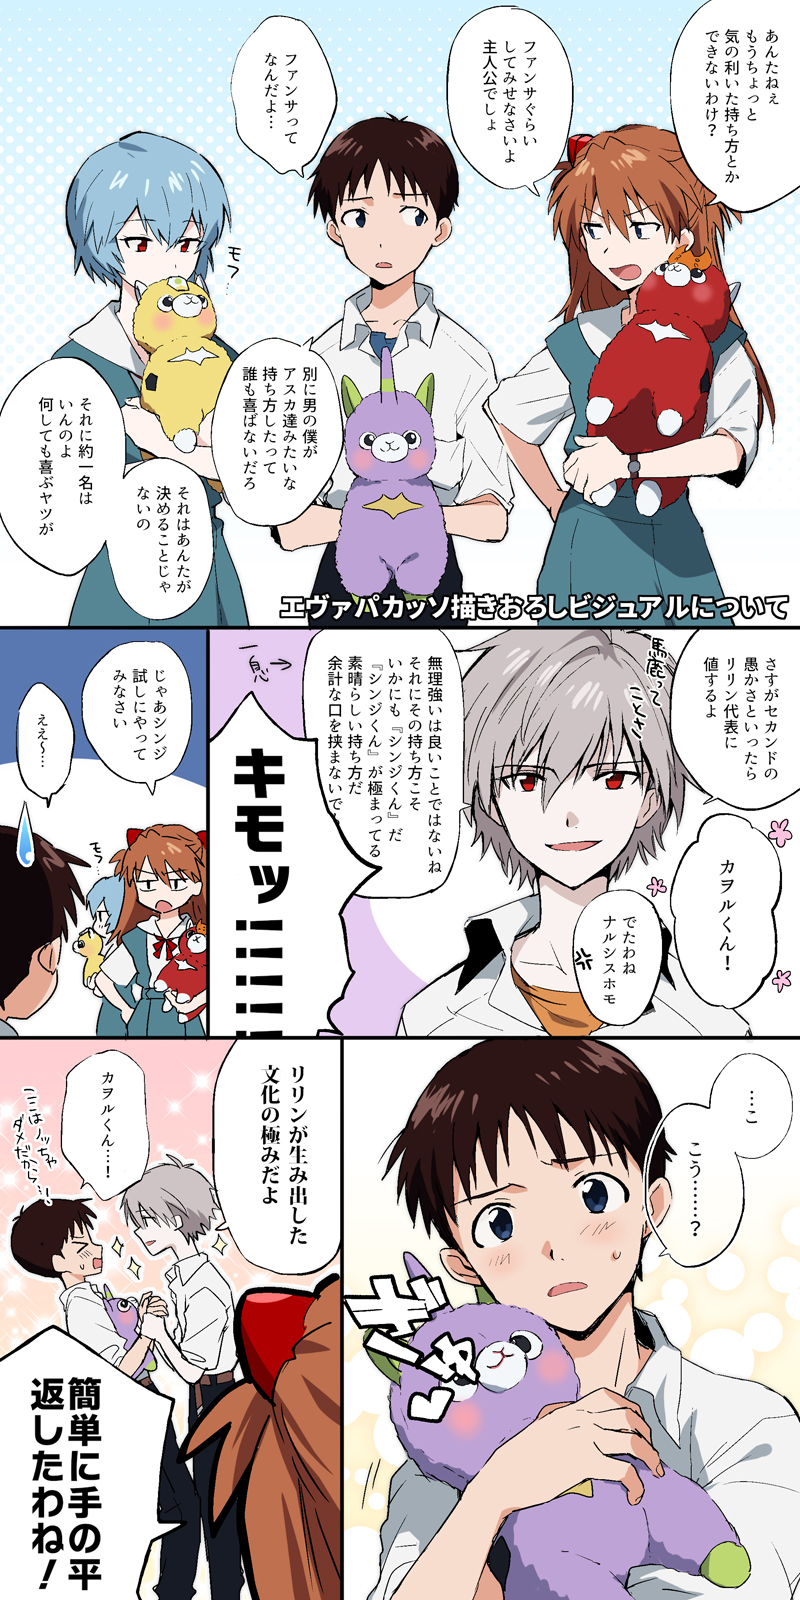 あんたねえ
もうちょっと
気の利いた持ち方とか
できないわけ？
ファンサぐらい
してみせなさいよ
主人公でしょ
ファンサって
なんだよ…
モフ…
別に男の僕が
アスカ達みたいな
持ち方したって
誰も喜ばないだろ
それはあんたが
決めることじゃ
ないの
それに約一名は
いんのよ
何しても喜ぶヤツが
エヴァパカッソ描きおろしビジュアルについて
さすがセカンドの
愚かさといったら
リリン代表に
値するよ
馬鹿って
ことさ
カヲルくん！
でたわね
ナルシスホモ
無理強いは良いことではないね
それにその持ち方こそ
いかにも『シンジくん』だ
『シンジくん』が極まってる
素晴らしい持ち方だ
余計な口を挟まないで。
一息→
キモッ!!!!!
じゃあシンジ
試しにやって
みなさい
ええ〜…
モフ…
…こ
こう……？
ギュッ♡
リリンが生み出した
文化の極みだよ
カヲルくん…！
ここはノッちゃ
ダメだから…！
簡単に手の平
返したわね！